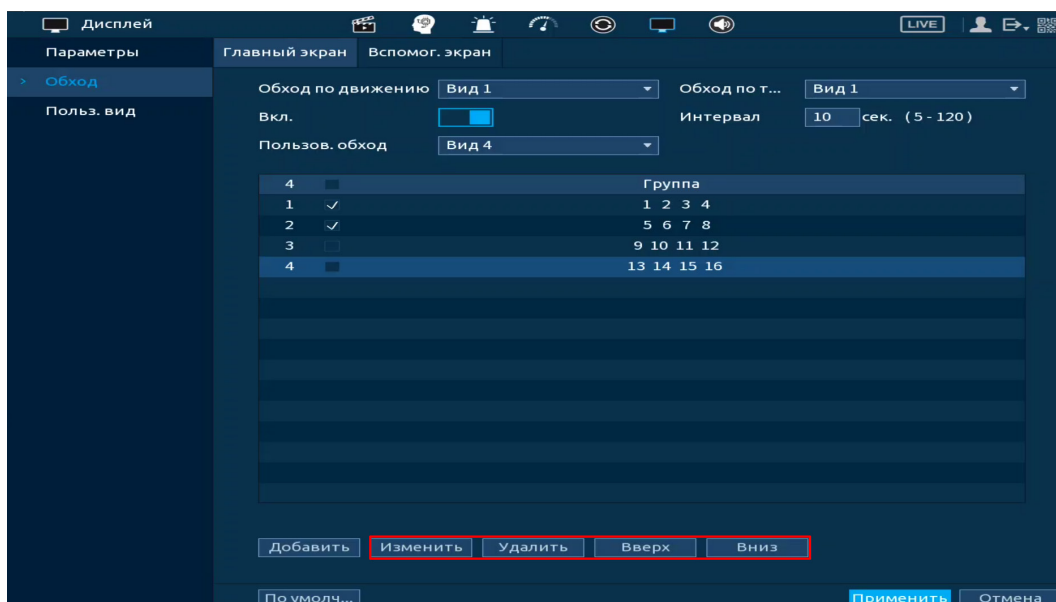 Дисплей LIVE
Параметры Главный экран Вспомог. экран
> Обход Обход по движению Вид 1 Обход по т... Вид 1
Польз. вид Вкл. Интервал 10 сек. ( 5 - 120 )
Пользов. обход Вид 4
4 Группа
1 1 2 3 4
2 5 6 7 8
3 9 10 11 12
4 13 14 15 16
Добавить Изменить Удалить Вверх Вниз
По умолч... Применить Отмена